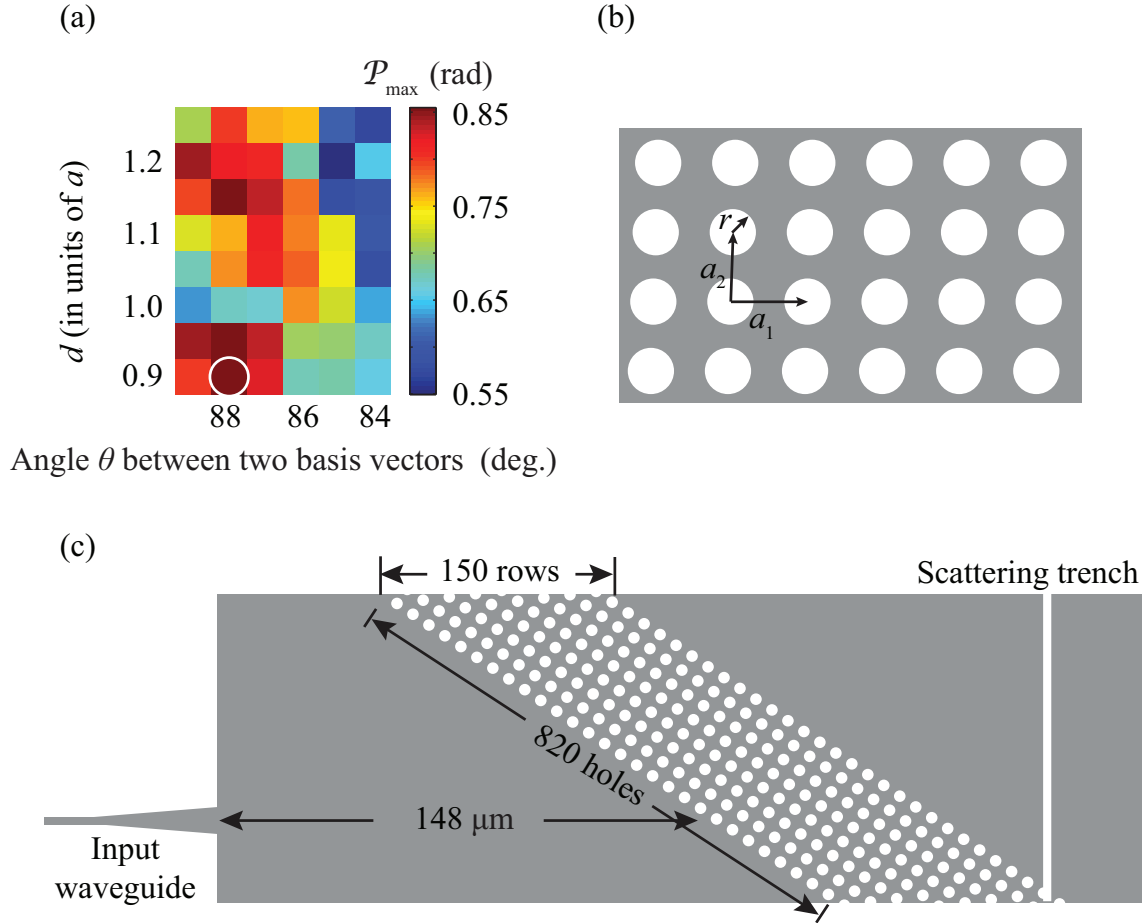 (a)
𝒫max (rad)
0.85
0.75
0.65
0.55
1.2
1.1
1.0
0.9
d (in units of a)
88
86
84
Angle θ between two basis vectors (deg.)
(b)
r
a2
a1
(c)
150 rows
Scattering trench
820 holes
148 μm
Input
waveguide